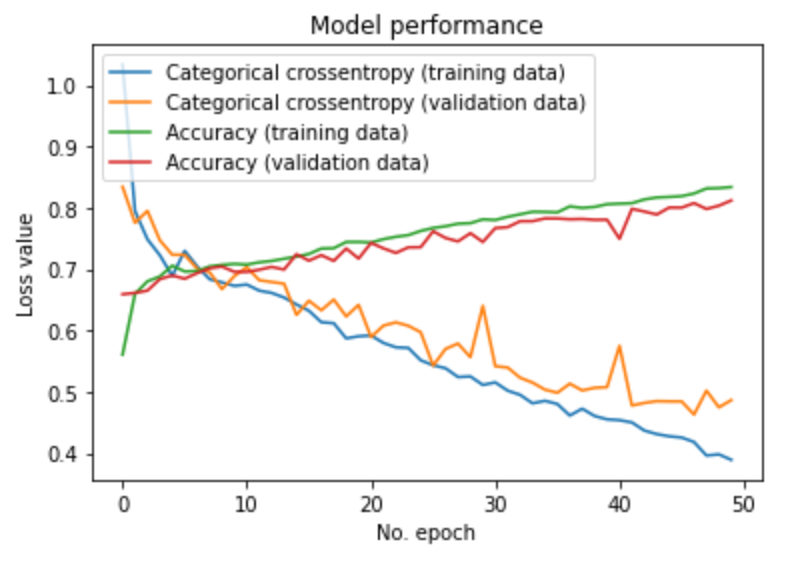 Model performance
Categorical crossentropy (training data)
Categorical crossentropy (validation data)
Accuracy (training data)
Accuracy (validation data)
1.0
0.9
0.8
0.7
0.6
0.5
0.4
Loss value
0 10 20 30 40 50
No. epoch